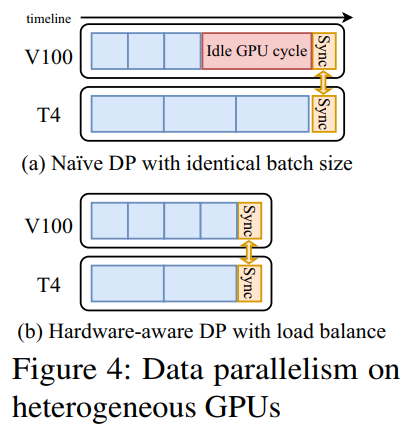 timeline
V100
Idle GPU cycle
Sync
T4
Sync
(a) Naïve DP with identical batch size
V100
Sync
T4
Sync
(b) Hardware-aware DP with load balance
Figure 4: Data parallelism on
heterogeneous GPUs